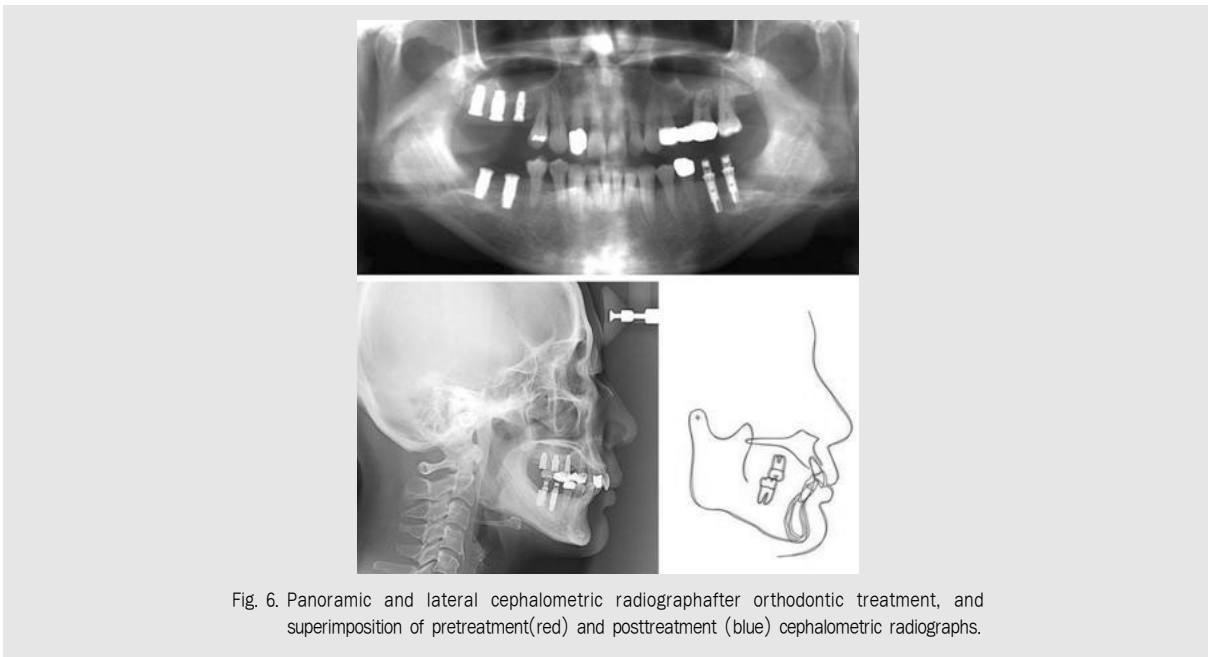 Fig. 6. Panoramic and lateral cephalometric radiographafter orthodontic treatment, and
superimposition of pretreatment(red) and posttreatment (blue) cephalometric radiographs.